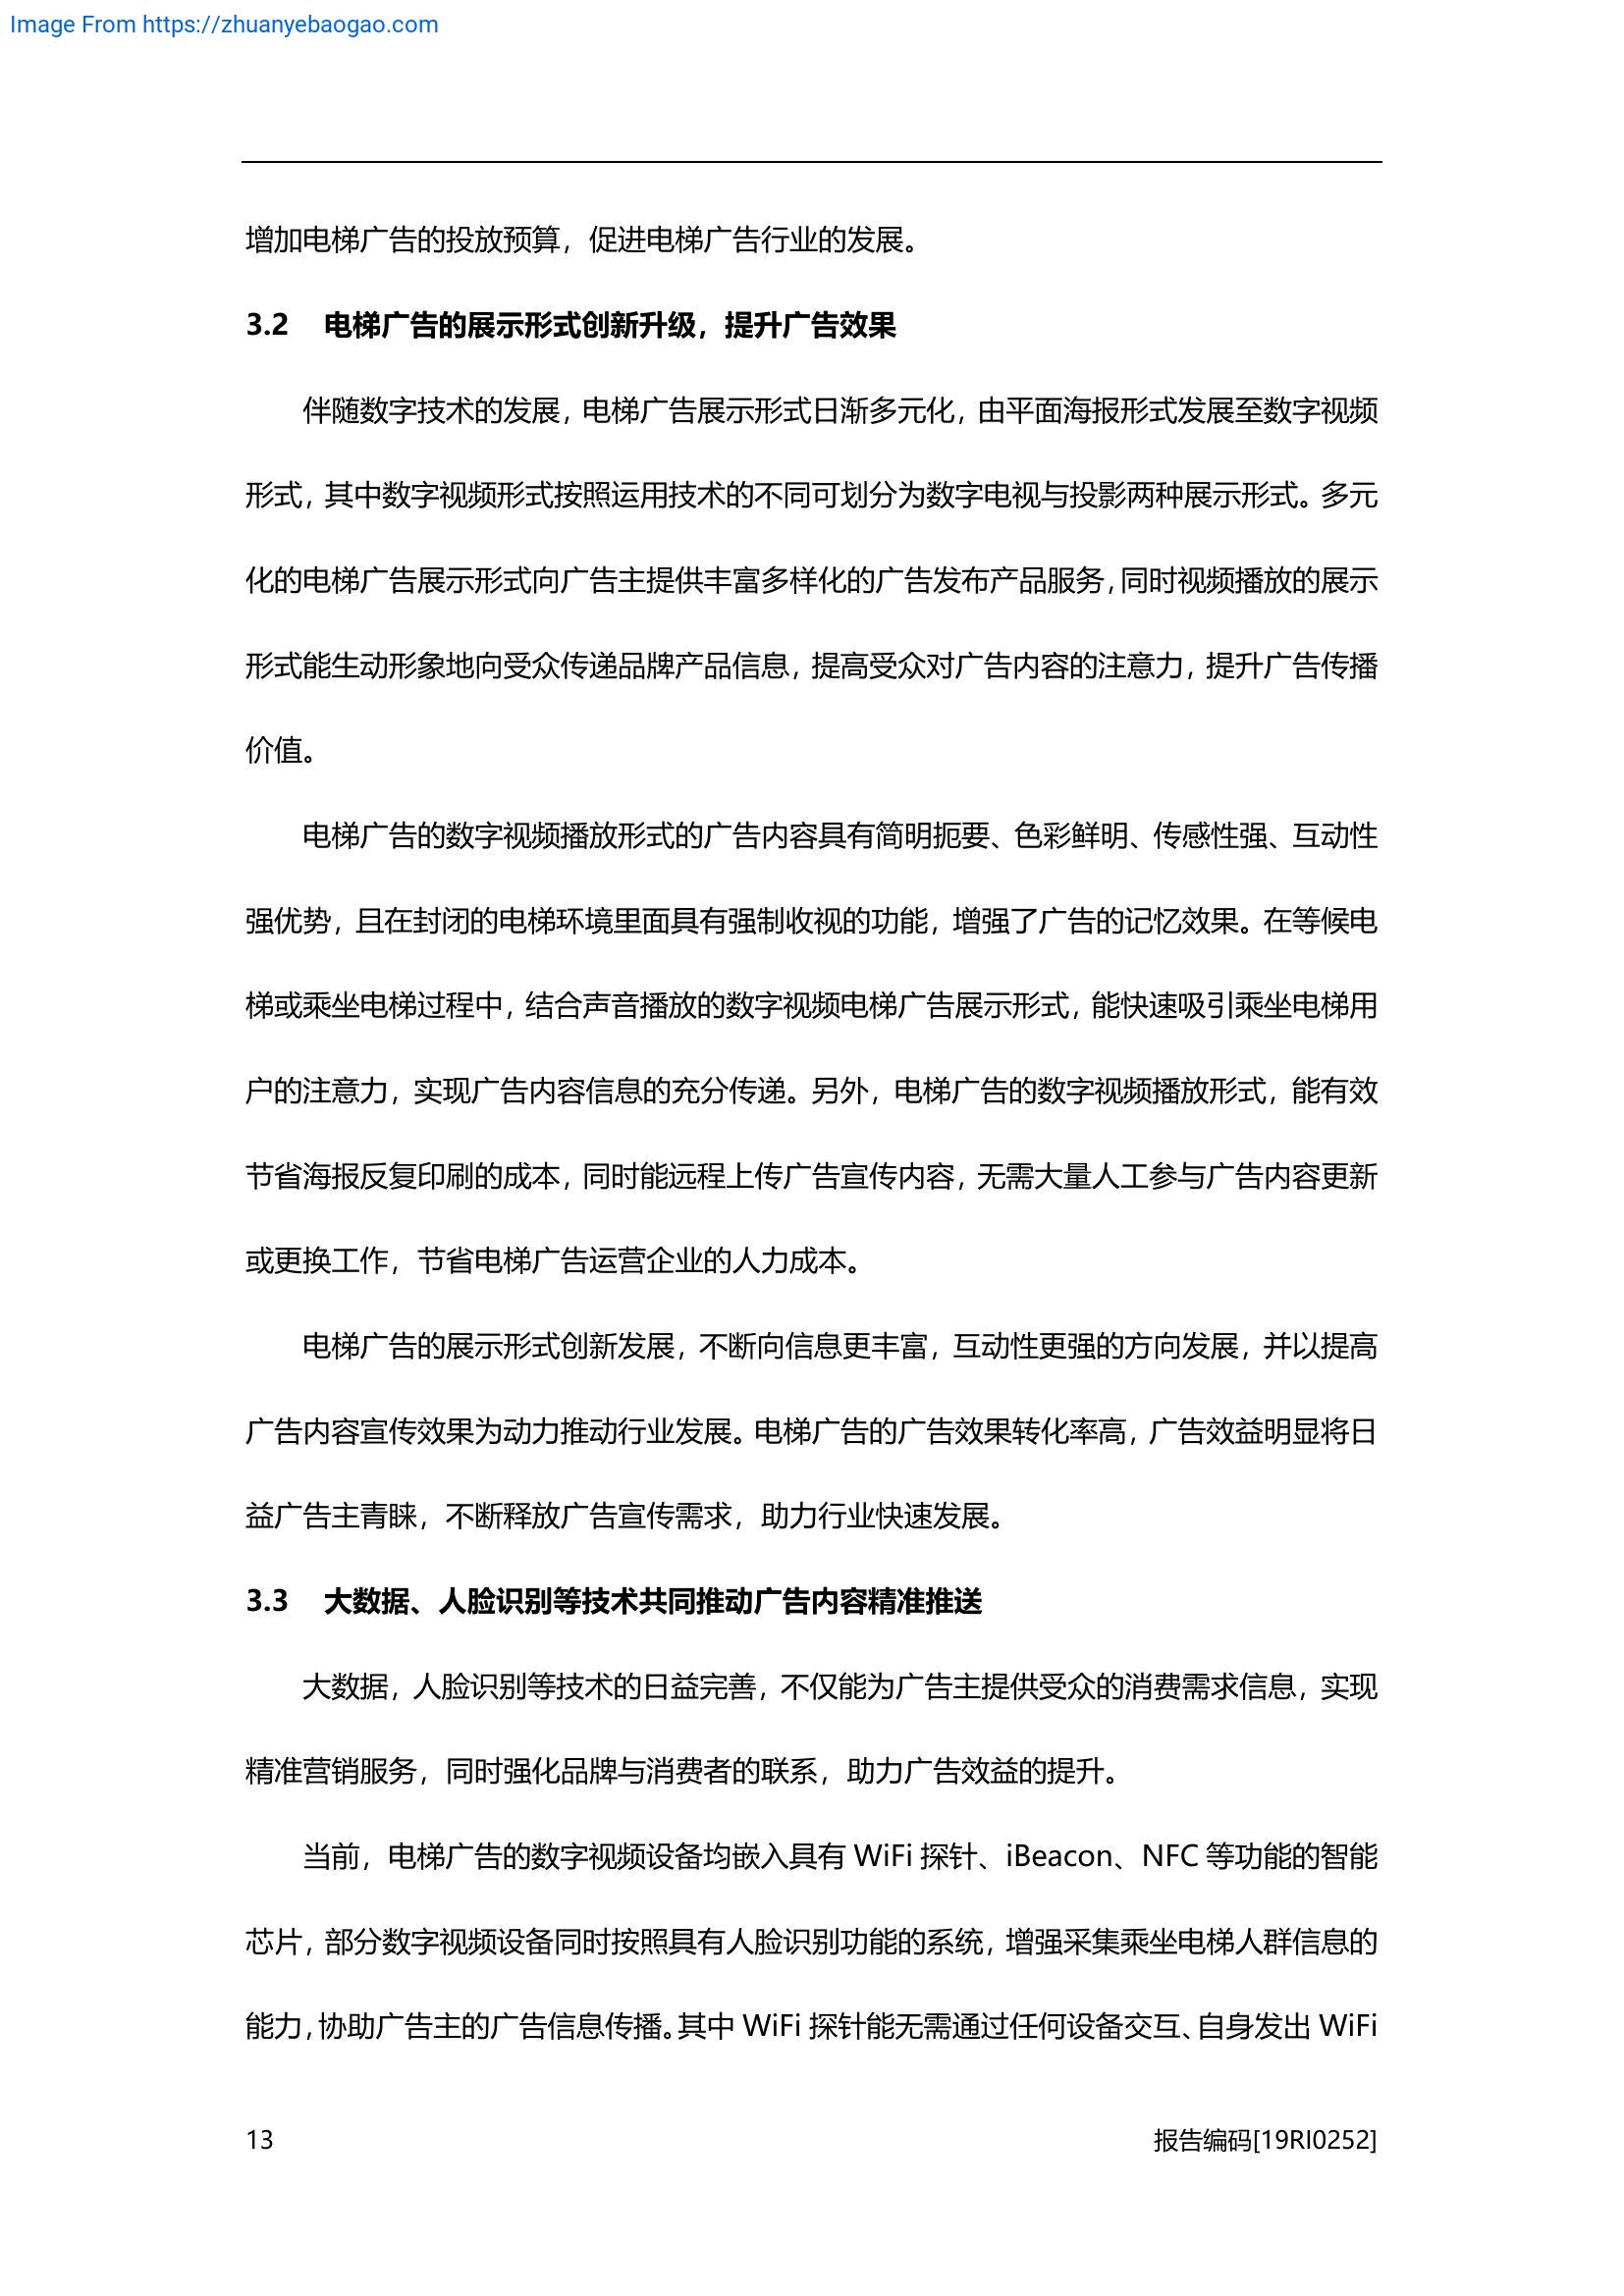 Image From https://zhuanyebaogao.com
增加电梯广告的投放预算，促进电梯广告行业的发展。
3.2 电梯广告的展示形式创新升级，提升广告效果
伴随数字技术的发展，电梯广告展示形式日渐多元化，由平面海报形式发展至数字视频
形式，其中数字视频形式按照运用技术的不同可划分为数字电视与投影两种展示形式。多元
化的电梯广告展示形式向广告主提供丰富多样化的广告发布产品服务，同时视频播放的展示
形式能生动形象地向受众传递品牌产品信息，提高受众对广告内容的注意力，提升广告传播
价值。
电梯广告的数字视频播放形式的广告内容具有简明扼要、色彩鲜明、传感性强、互动性
强优势，且在封闭的电梯环境里面具有强制收视的功能，增强了广告的记忆效果。在等候电
梯或乘坐电梯过程中，结合声音播放的数字视频电梯广告展示形式，能快速吸引乘坐电梯用
户的注意力，实现广告内容信息的充分传递。另外，电梯广告的数字视频播放形式，能有效
节省海报反复印刷的成本，同时能远程上传广告宣传内容，无需大量人工参与广告内容更新
或更换工作，节省电梯广告运营企业的人力成本。
电梯广告的展示形式创新发展，不断向信息更丰富，互动性更强的方向发展，并以提高
广告内容宣传效果为动力推动行业发展。电梯广告的广告效果转化率高，广告效益明显将日
益广告主青睐，不断释放广告宣传需求，助力行业快速发展。
3.3 大数据、人脸识别等技术共同推动广告内容精准推送
大数据，人脸识别等技术的日益完善，不仅能为广告主提供受众的消费需求信息，实现
精准营销服务，同时强化品牌与消费者的联系，助力广告效益的提升。
当前，电梯广告的数字视频设备均嵌入具有 WiFi 探针、iBeacon、NFC 等功能的智能
芯片，部分数字视频设备同时按照具有人脸识别功能的系统，增强采集乘坐电梯人群信息的
能力，协助广告主的广告信息传播。其中 WiFi 探针能无需通过任何设备交互、自身发出 WiFi
13 报告编码[19RI0252]